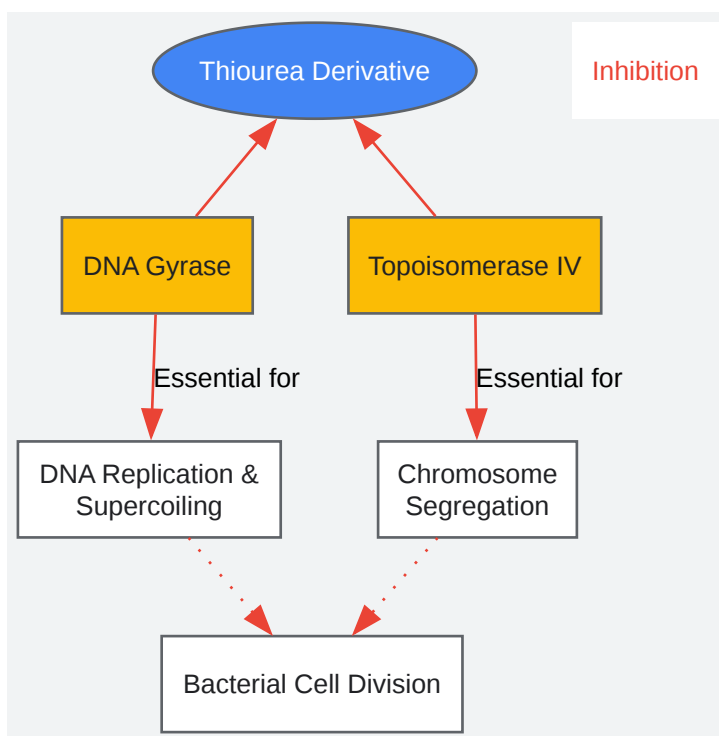 Thiourea Derivative
Inhibition
DNA Gyrase
Topoisomerase IV
Essential for
Essential for
DNA Replication &
Supercoiling
Chromosome
Segregation
Bacterial Cell Division